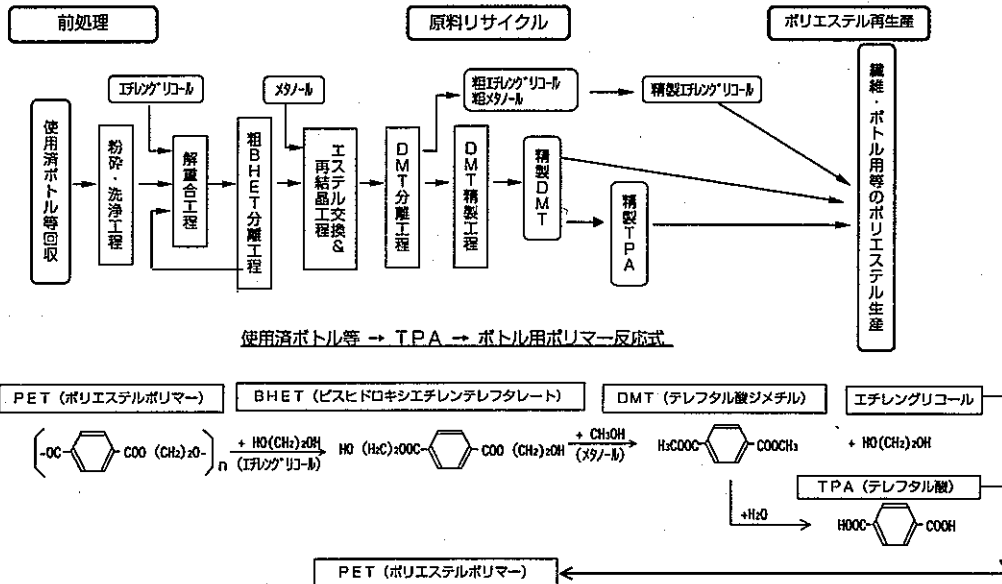 前処理
原料リサイクル
ポリエステル再生産
エチレングリコール
メタノール
粗エチレングリコール
粗メタノール
精製エチレングリコール
使用済ボトル等回収
粉砕・洗浄工程
解重合工程
粗BHET分離工程
エステル交換&
再結晶工程
DMT分離工程
DMT精製工程
精製DMT
精製TPA
繊維・ボトル用等のポリエステル生産
使用済ボトル等 → TPA → ボトル用ポリマー反応式
PET(ポリエステルポリマー)
BHET(ビスヒドロキシエチレンテレフタレート)
DMT(テレフタル酸ジメチル)
エチレングリコール
-OC COO (CH₂)₂O- n
+ HO(CH₂)₂OH
(エチレングリコール)
HO (H₂C)₂OOC COO (CH₂)₂OH
+ CH₃OH
(メタノール)
H₃COOC COOCH₃
+ HO(CH₂)₂OH
TPA(テレフタル酸)
+H₂O
HOOC COOH
PET(ポリエステルポリマー)